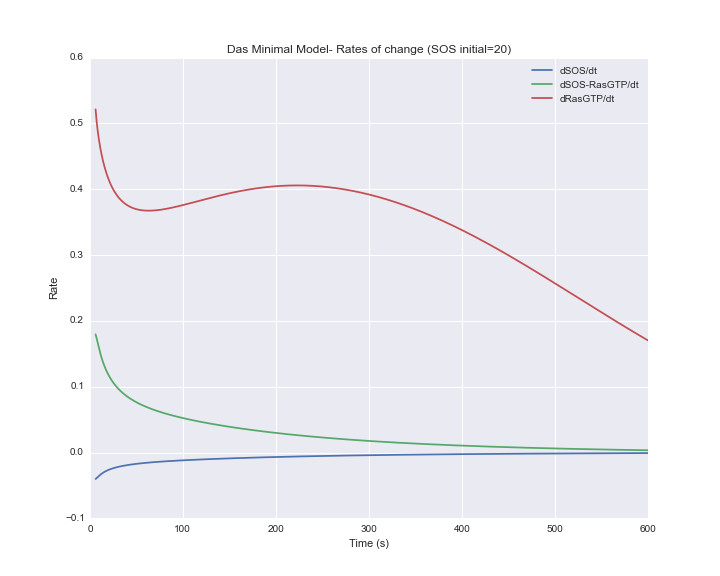 Das Minimal Model- Rates of change (SOS initial=20)
0.6
dSOS/dt
dSOS-RasGTP/dt
dRasGTP/dt
0.5
0.4
0.3
Rate
0.2
0.1
0.0
−0.1
0 100 200 300 400 500 600
Time (s)